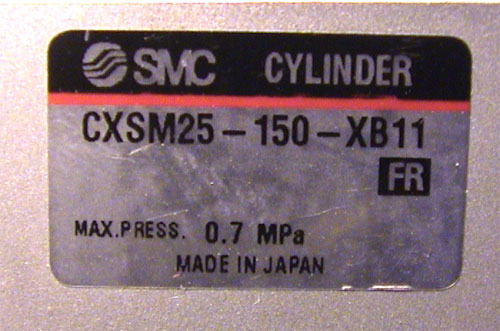 SMC CYLINDER
CXSM25-150-XB11
FR
MAX.PRESS. 0.7 MPa
MADE IN JAPAN